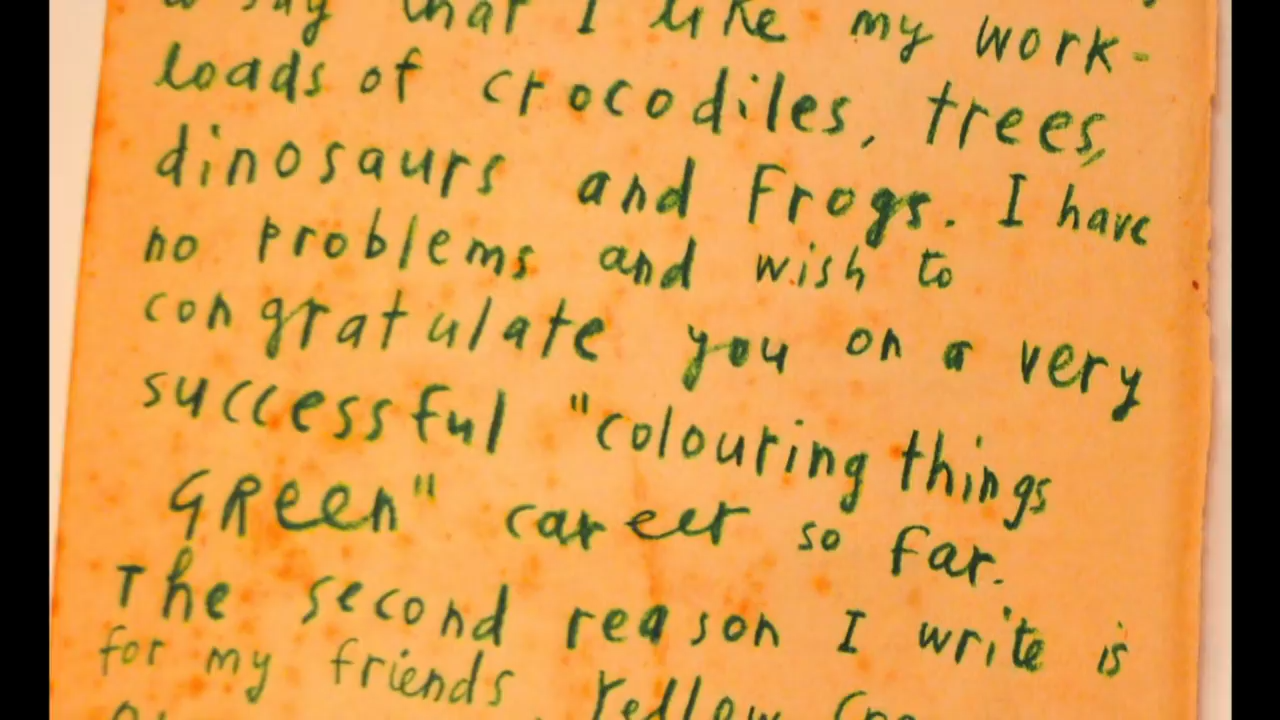 say that I like my work-
loads of crocodiles, trees,
dinosaurs and frogs. I have
no problems and wish to
congratulate you on a very
successful "colouring things
GReen" career so far.
The second reason I write is
for my friends, Yellow